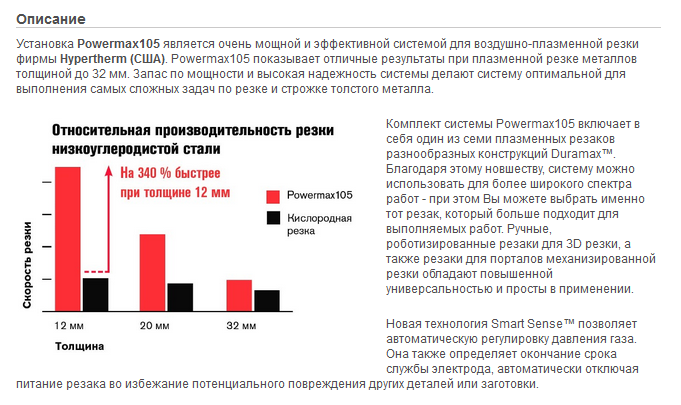 Описание
Установка Powermax105 является очень мощной и эффективной системой для воздушно-плазменной резки
фирмы Hypertherm (США). Powermax105 показывает отличные результаты при плазменной резке металлов
толщиной до 32 мм. Запас по мощности и высокая надежность системы делают систему оптимальной для
выполнения самых сложных задач по резке и строжке толстого металла.
Относительная производительность резки
низкоуглеродистой стали
На 340 % быстрее
при толщине 12 мм
Powermax105
Кислородная
резка
Скорость резки
12 мм
20 мм
32 мм
Толщина
Комплект системы Powermax105 включает в
себя один из семи плазменных резаков
разнообразных конструкций Duramax™.
Благодаря этому новшеству, систему можно
использовать для более широкого спектра
работ - при этом Вы можете выбрать именно
тот резак, который больше подходит для
выполняемых работ. Ручные,
роботизированные резаки для 3D резки, а
также резаки для порталов механизированной
резки обладают повышенной
универсальностью и просты в применении.
Новая технология Smart Sense™ позволяет
автоматическую регулировку давления газа.
Она также определяет окончание срока
службы электрода, автоматически отключая
питание резака во избежание потенциального повреждения других деталей или заготовки.